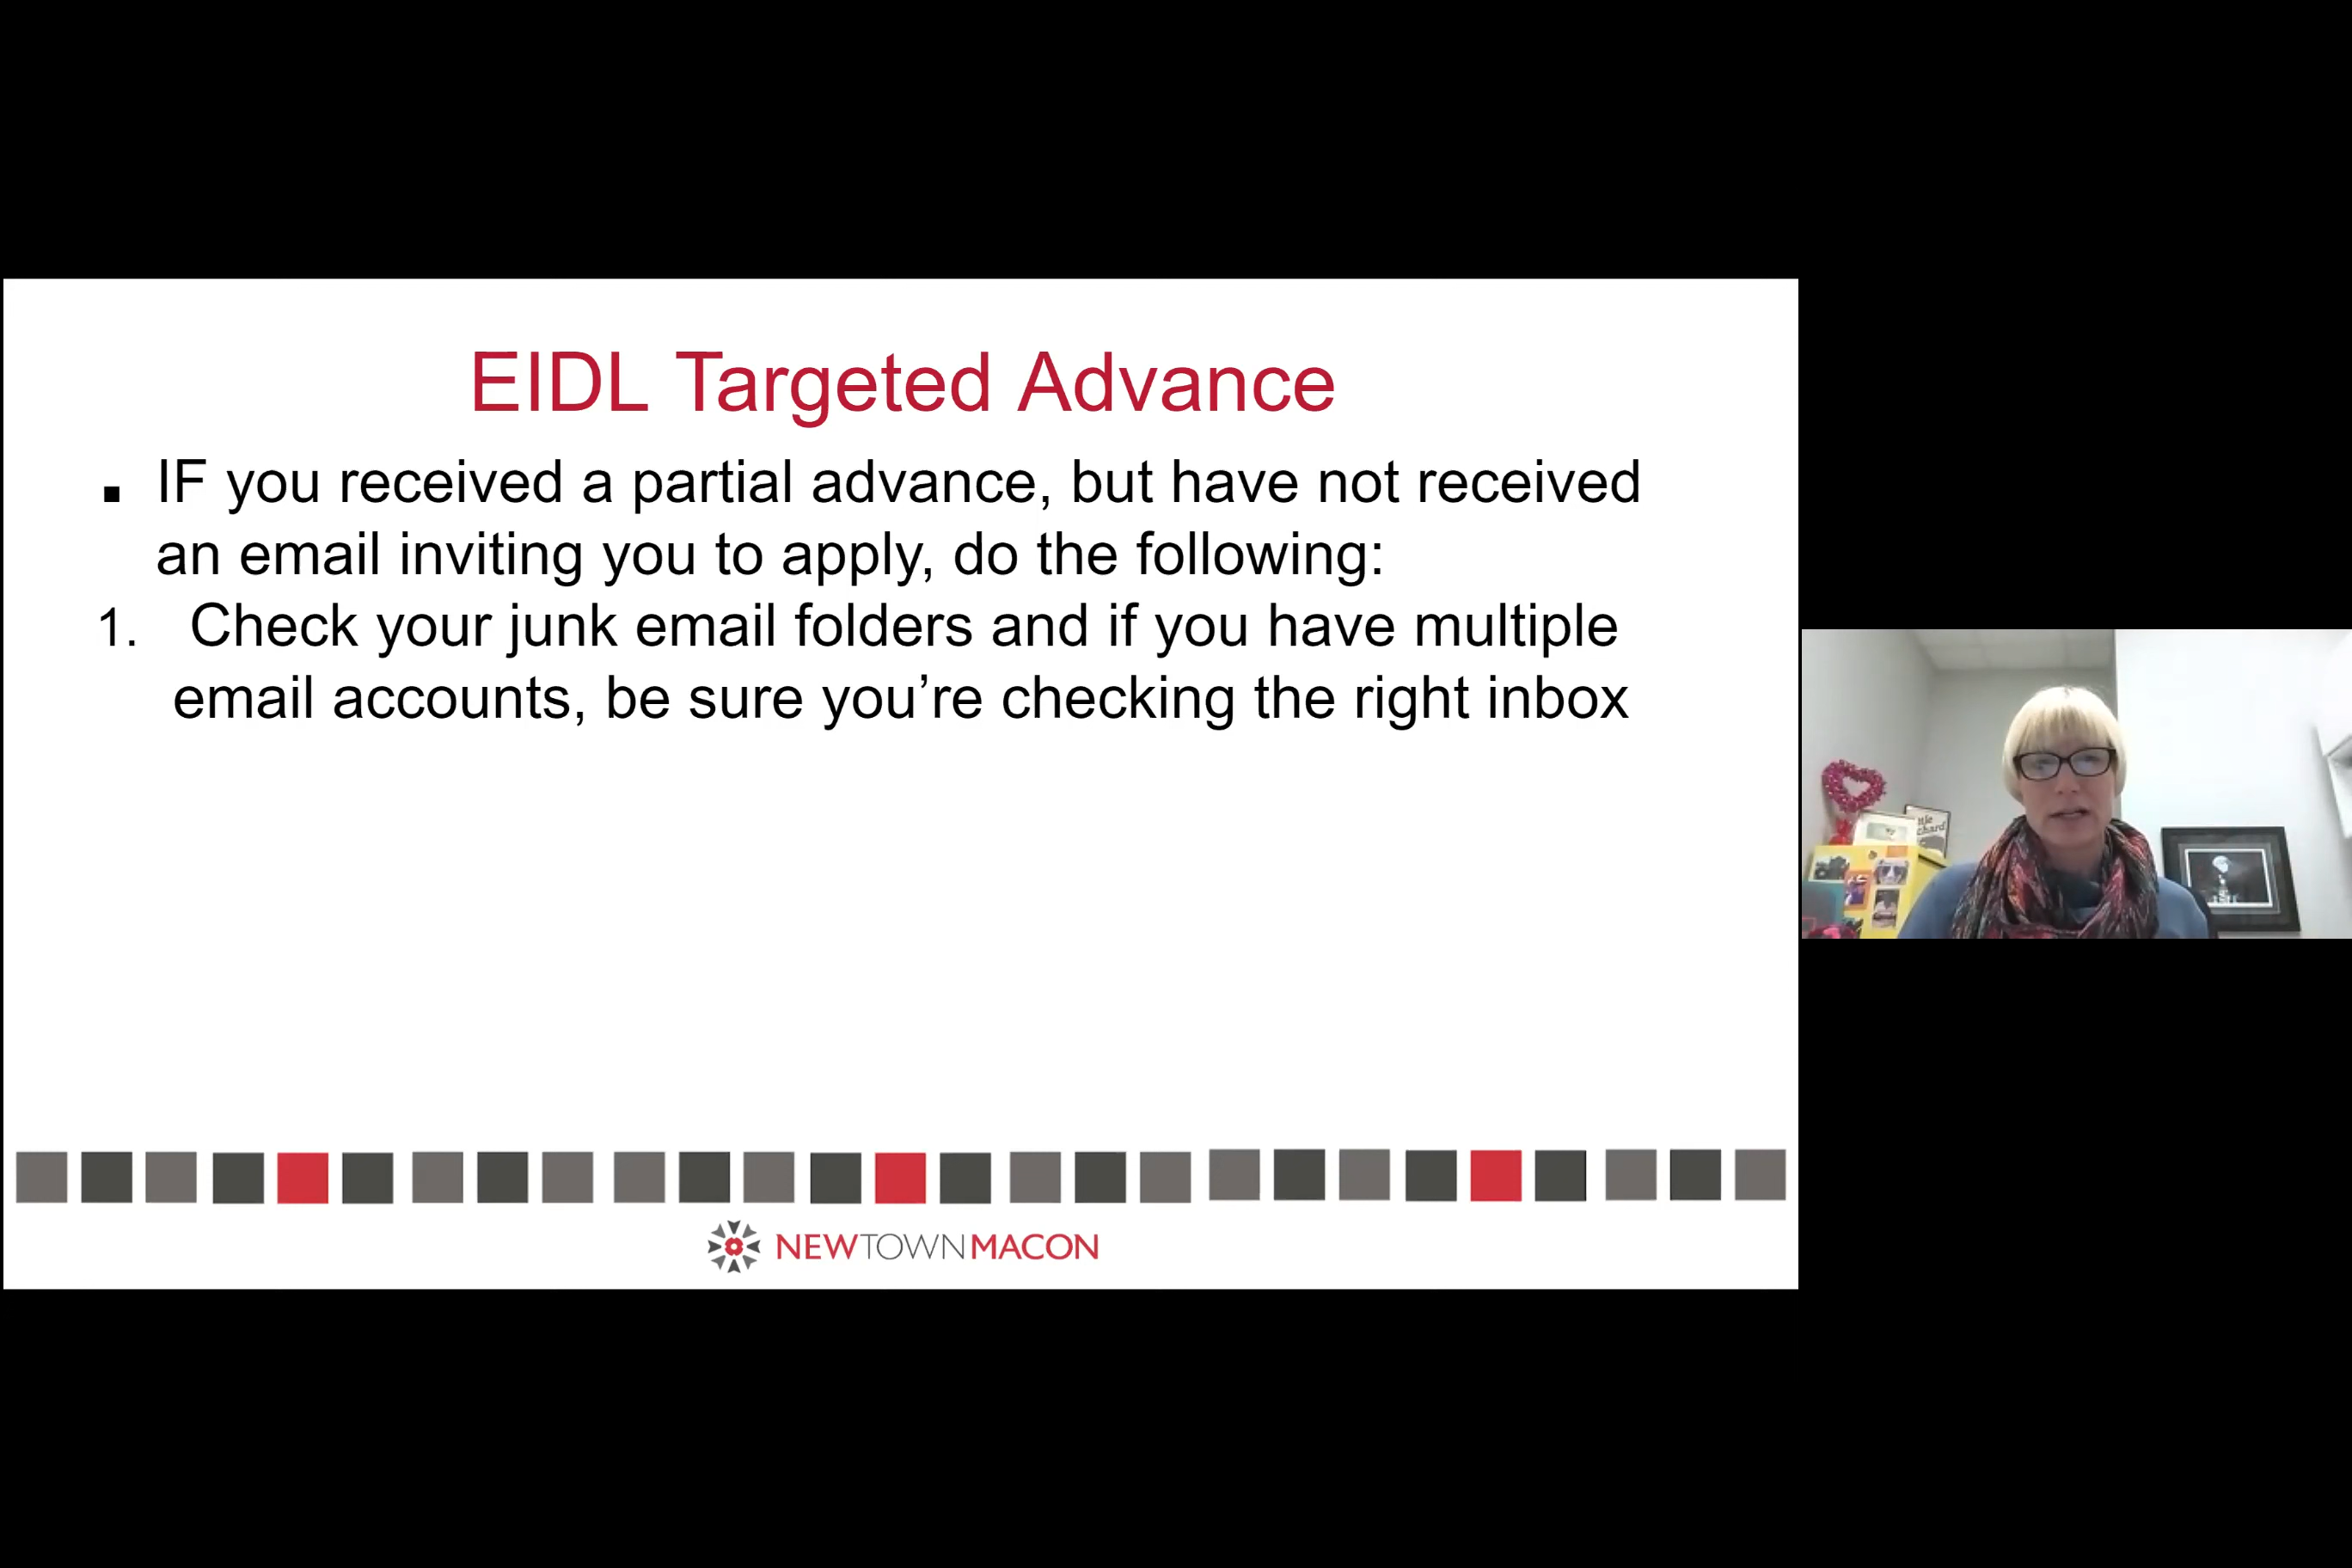 EIDL Targeted Advance
▪ IF you received a partial advance, but have not received
an email inviting you to apply, do the following:
1. Check your junk email folders and if you have multiple
email accounts, be sure you’re checking the right inbox
NEWTOWNMACON